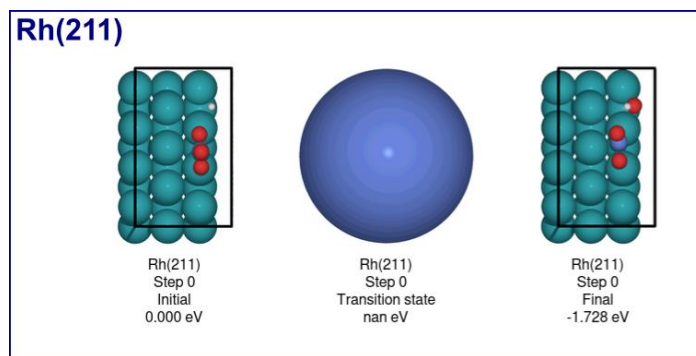 Rh(211)
Rh(211)
Step 0
Initial
0.000 eV
Rh(211)
Step 0
Transition state
nan eV
Rh(211)
Step 0
Final
-1.728 eV